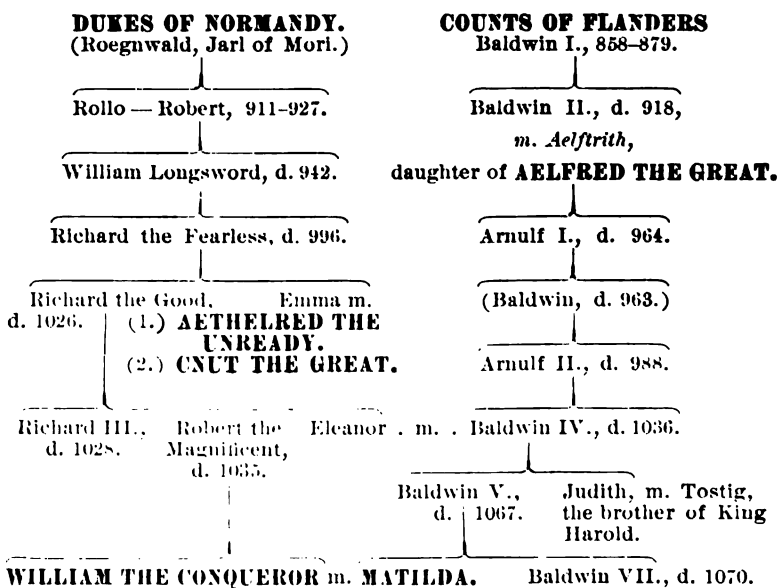 DUKES OF NORMANDY.
(Roegnwald, Jarl of Mori.)
Rollo — Robert, 911–927.
William Longsword, d. 942.
Richard the Fearless, d. 996.
Richard the Good,
d. 1026.
Emma m.
(1.) AETHELRED THE
UNREADY.
(2.) CNUT THE GREAT.
COUNTS OF FLANDERS
Baldwin I., 858–879.
Baldwin II., d. 918,
m. Aelftrith,
daughter of AELFRED THE GREAT.
Arnulf I., d. 964.
(Baldwin, d. 963.)
Arnulf II., d. 988.
Richard III.,
d. 1028.
Robert the
Magnificent,
d. 1035.
Eleanor . m. . Baldwin IV., d. 1036.
Baldwin V.,
d. 1067.
Judith, m. Tostig,
the brother of King
Harold.
WILLIAM THE CONQUEROR m. MATILDA.
Baldwin VII., d. 1070.